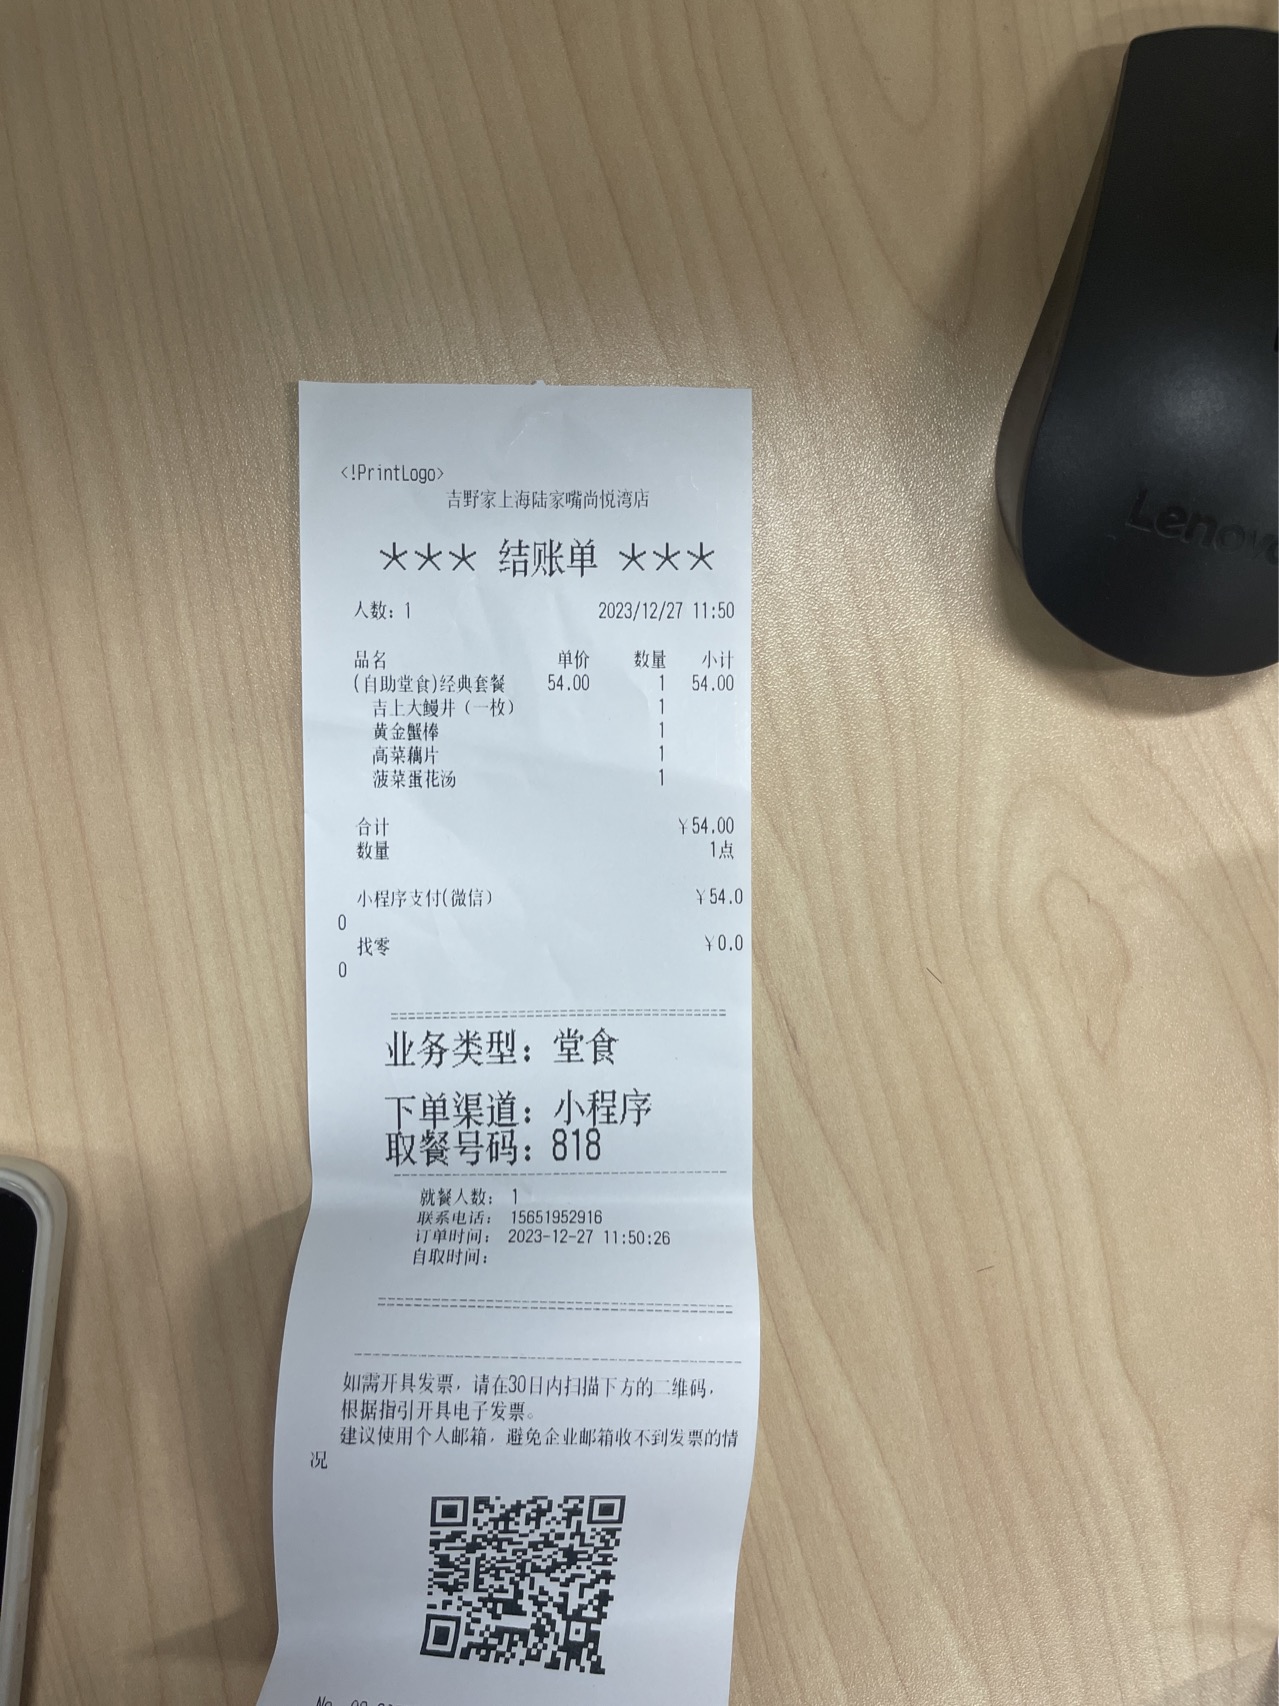 <!PrintLogo>
吉野家上海陆家嘴尚悦湾店
*** 结账单 ***
人数：1 2023/12/27 11:50
品名 单价 数量 小计
(自助堂食)经典套餐 54.00 1 54.00
吉上大鳗井（一枚） 1
黄金蟹棒 1
高菜藕片 1
菠菜蛋花汤 1
合计 ￥54.00
数量 1点
小程序支付(微信） ￥54.0
0
找零 ￥0.0
0
业务类型：堂食
下单渠道：小程序
取餐号码：818
就餐人数： 1
联系电话： 15651952916
订单时间： 2023-12-27 11:50:26
自取时间：
如需开具发票，请在30日内扫描下方的二维码，
根据指引开具电子发票。
建议使用个人邮箱，避免企业邮箱收不到发票的情
况
Lenovo